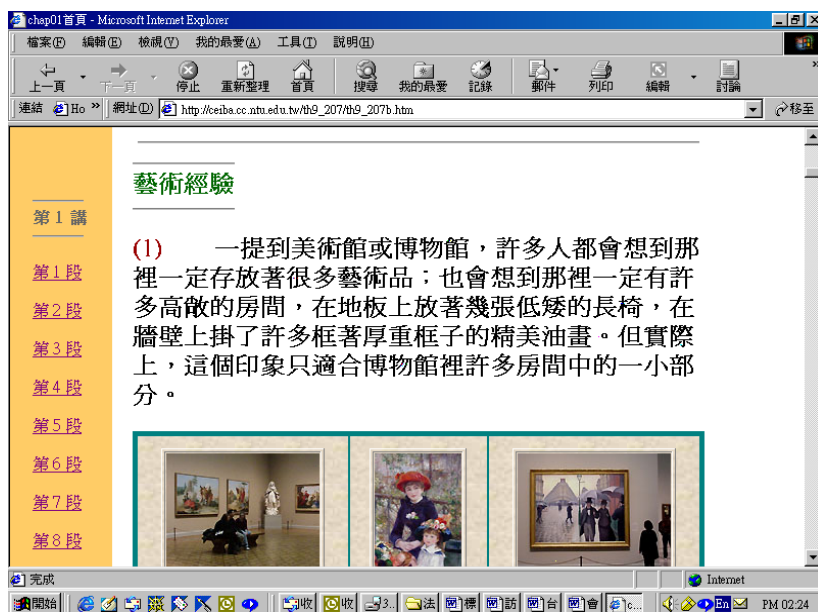 chap01首頁 - Microsoft Internet Explorer
檔案(F) 編輯(E) 檢視(V) 我的最愛(A) 工具(T) 說明(H)
上一頁 下一頁 停止 重新整理 首頁 搜尋 我的最愛 記錄 郵件 列印 編輯 討論 »
連結 Ho » 網址(D) http://ceiba.cc.ntu.edu.tw/th9_207/th9_207b.htm 移至
第1講
第1段
第2段
第3段
第4段
第5段
第6段
第7段
第8段
藝術經驗
(1) 一提到美術館或博物館，許多人都會想到那
裡一定存放著很多藝術品；也會想到那裡一定有許
多高敞的房間，在地板上放著幾張低矮的長椅，在
牆壁上掛了許多框著厚重框子的精美油畫。但實際
上，這個印象只適合博物館裡許多房間中的一小部
分。
完成 Internet
開始 收 收 3.. 法 標 訪 台 會 c... En PM 02:24